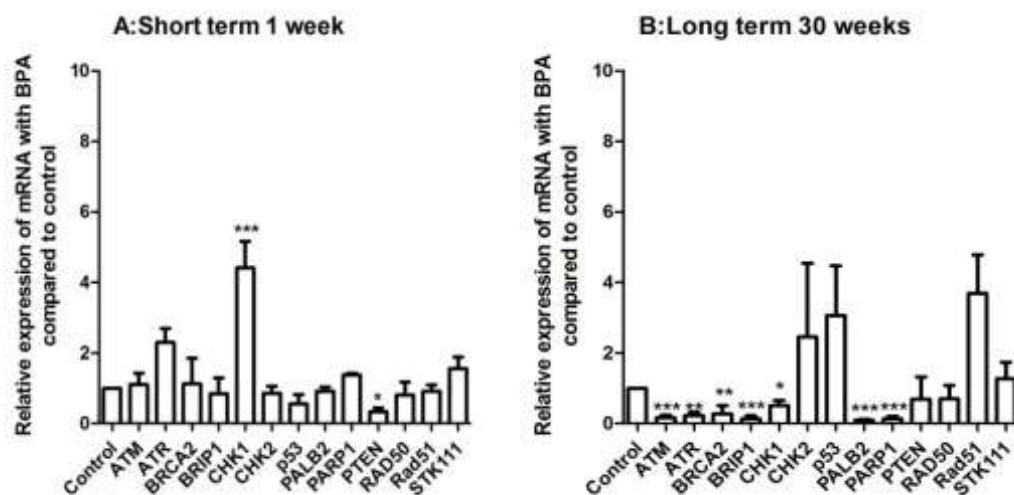 A:Short term 1 week
Relative expression of mRNA with BPA
compared to control
10
8
6
4
2
0
***
*
Control
ATM
ATR
BRCA2
BRIP1
CHK1
CHK2
p53
PALB2
PARP1
PTEN
RAD50
Rad51
STK111
B:Long term 30 weeks
Relative expression of mRNA with BPA
compared to control
10
8
6
4
2
0
***
**
**
***
*
***
***
Control
ATM
ATR
BRCA2
BRIP1
CHK1
CHK2
p53
PALB2
PARP1
PTEN
RAD50
Rad51
STK111